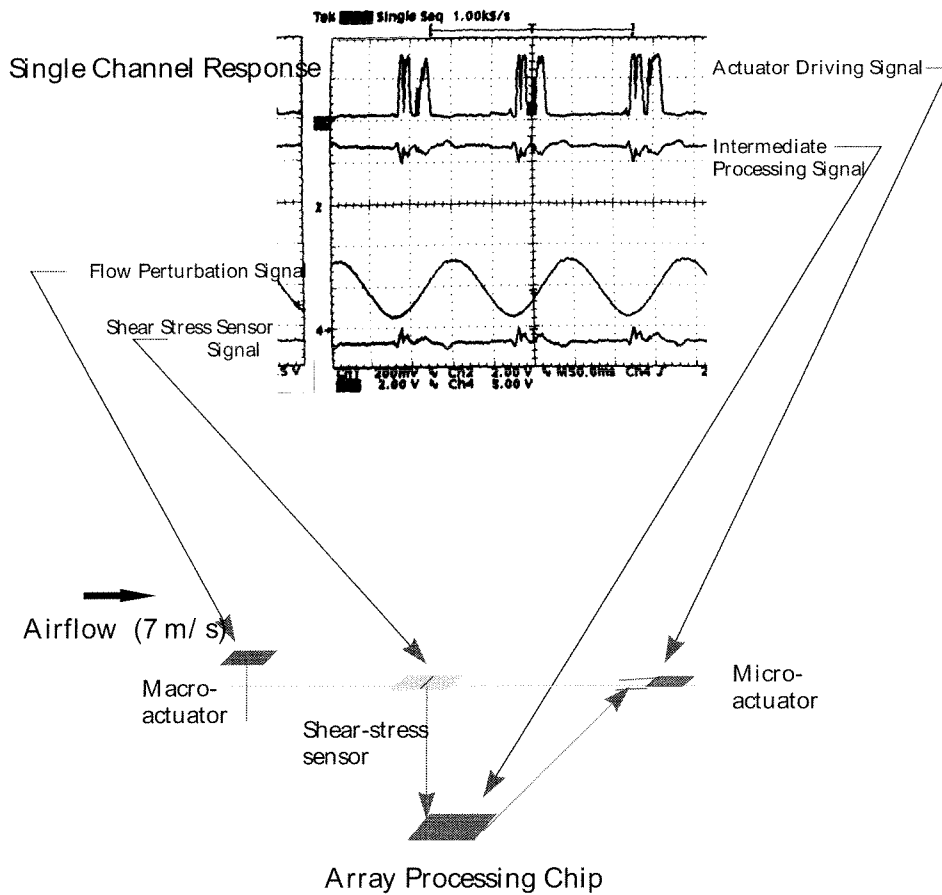 Tek Single Seq 1.00kS/s
Single Channel Response
Actuator Driving Signal
Intermediate
Processing Signal
2
Flow Perturbation Signal
Shear Stress Sensor
Signal
4
5 V
Ch1 200mV Ch2 2.00 V M50.0ms Ch4 2
2.00 V Ch4 5.00 V
Airflow (7 m/s)
Macro-
actuator
Micro-
actuator
Shear-stress
sensor
Array Processing Chip